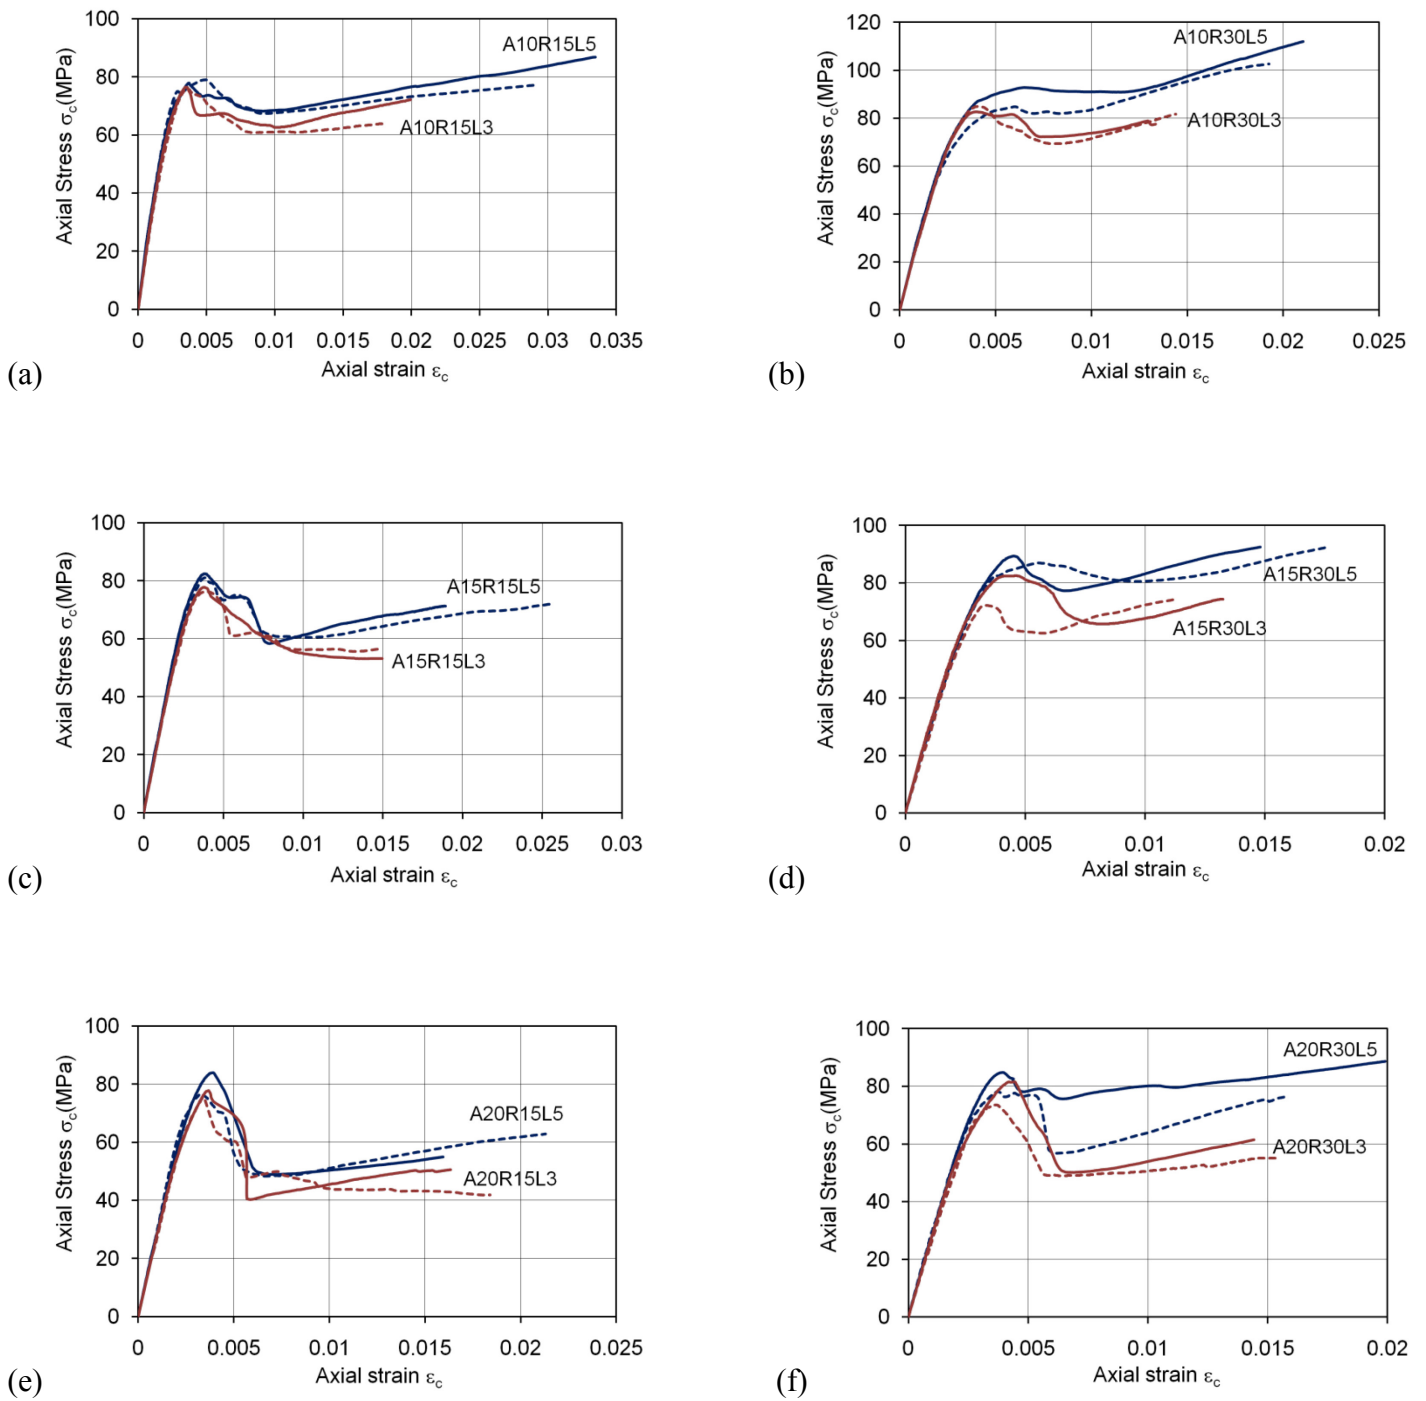 100
80
60
40
20
0
Axial Stress σc(MPa)
A10R15L5
A10R15L3
0 0.005 0.01 0.015 0.02 0.025 0.03 0.035
Axial strain εc
(a)
120
100
80
60
40
20
0
Axial Stress σc(MPa)
A10R30L5
A10R30L3
0 0.005 0.01 0.015 0.02 0.025
Axial strain εc
(b)
100
80
60
40
20
0
Axial Stress σc(MPa)
A15R15L5
A15R15L3
0 0.005 0.01 0.015 0.02 0.025 0.03
Axial strain εc
(c)
100
80
60
40
20
0
Axial Stress σc(MPa)
A15R30L5
A15R30L3
0 0.005 0.01 0.015 0.02
Axial strain εc
(d)
100
80
60
40
20
0
Axial Stress σc(MPa)
A20R15L5
A20R15L3
0 0.005 0.01 0.015 0.02 0.025
Axial strain εc
(e)
100
80
60
40
20
0
Axial Stress σc(MPa)
A20R30L5
A20R30L3
0 0.005 0.01 0.015 0.02
Axial strain εc
(f)